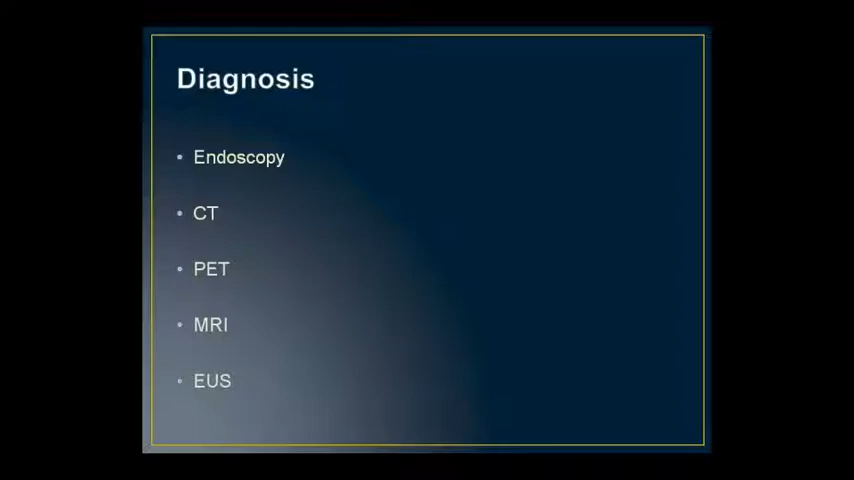 Diagnosis
• Endoscopy
• CT
• PET
• MRI
• EUS